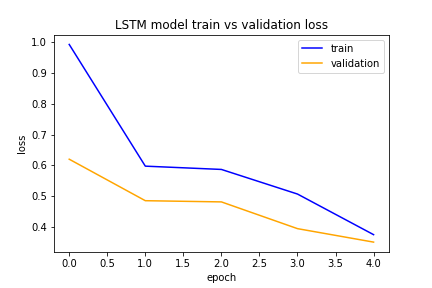 LSTM model train vs validation loss
train
validation
1.0
0.9
0.8
0.7
0.6
0.5
0.4
loss
0.0 0.5 1.0 1.5 2.0 2.5 3.0 3.5 4.0
epoch